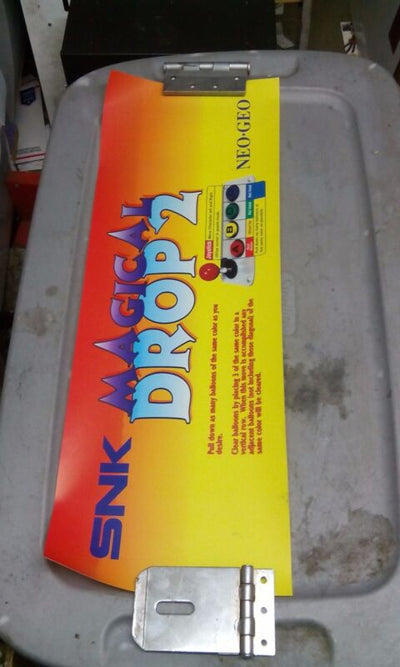 SNK
MAGICAL
DROP 2
NEO·GEO
Pull down as many balloons of the same color as you
desire.
Clear balloons by placing 3 of the same color in a
vertical row. When this move is accomplished any
adjacent balloons (not including those diagonal) of the
same color will be cleared.
A
B